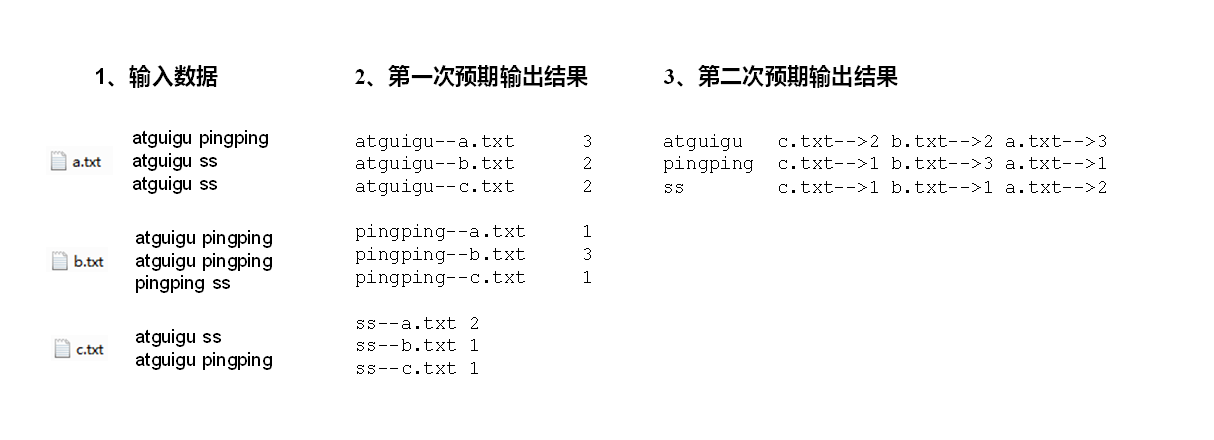 1、输入数据
a.txt
atguigu pingping
atguigu ss
atguigu ss
b.txt
atguigu pingping
atguigu pingping
pingping ss
c.txt
atguigu ss
atguigu pingping
2、第一次预期输出结果
atguigu--a.txt 3
atguigu--b.txt 2
atguigu--c.txt 2
pingping--a.txt 1
pingping--b.txt 3
pingping--c.txt 1
ss--a.txt 2
ss--b.txt 1
ss--c.txt 1
3、第二次预期输出结果
atguigu c.txt-->2 b.txt-->2 a.txt-->3
pingping c.txt-->1 b.txt-->3 a.txt-->1
ss c.txt-->1 b.txt-->1 a.txt-->2